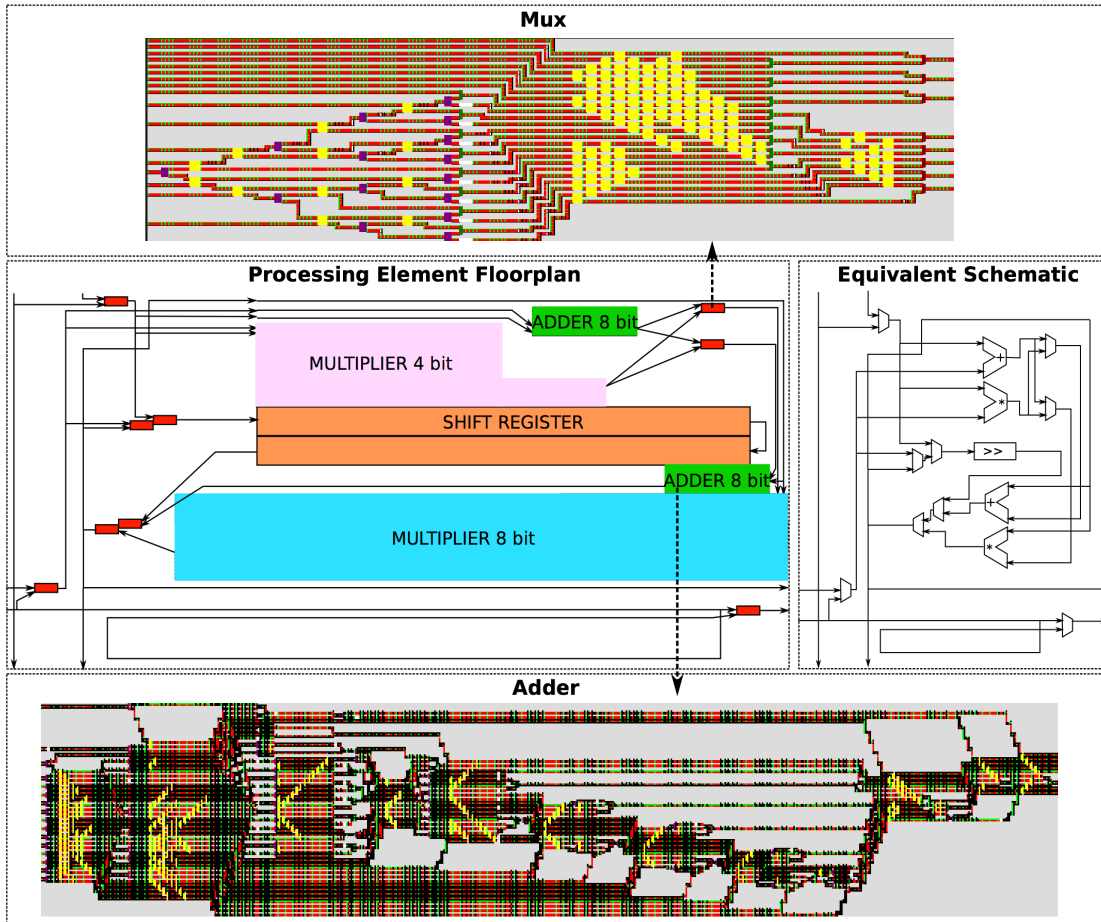 Mux
Processing Element Floorplan
Equivalent Schematic
ADDER 8 bit
MULTIPLIER 4 bit
SHIFT REGISTER
ADDER 8 bit
MULTIPLIER 8 bit
+
*
>>
+
*
Adder